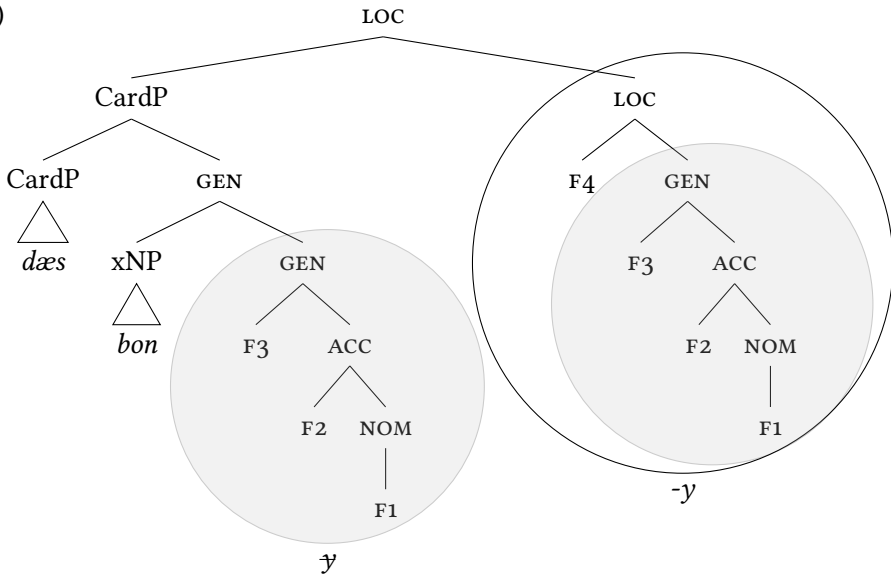 )
LOC
CardP LOC
CardP GEN F4 GEN
dæs xNP GEN F3 ACC
bon F3 ACC F2 NOM
F2 NOM F1
-y
F1
-y